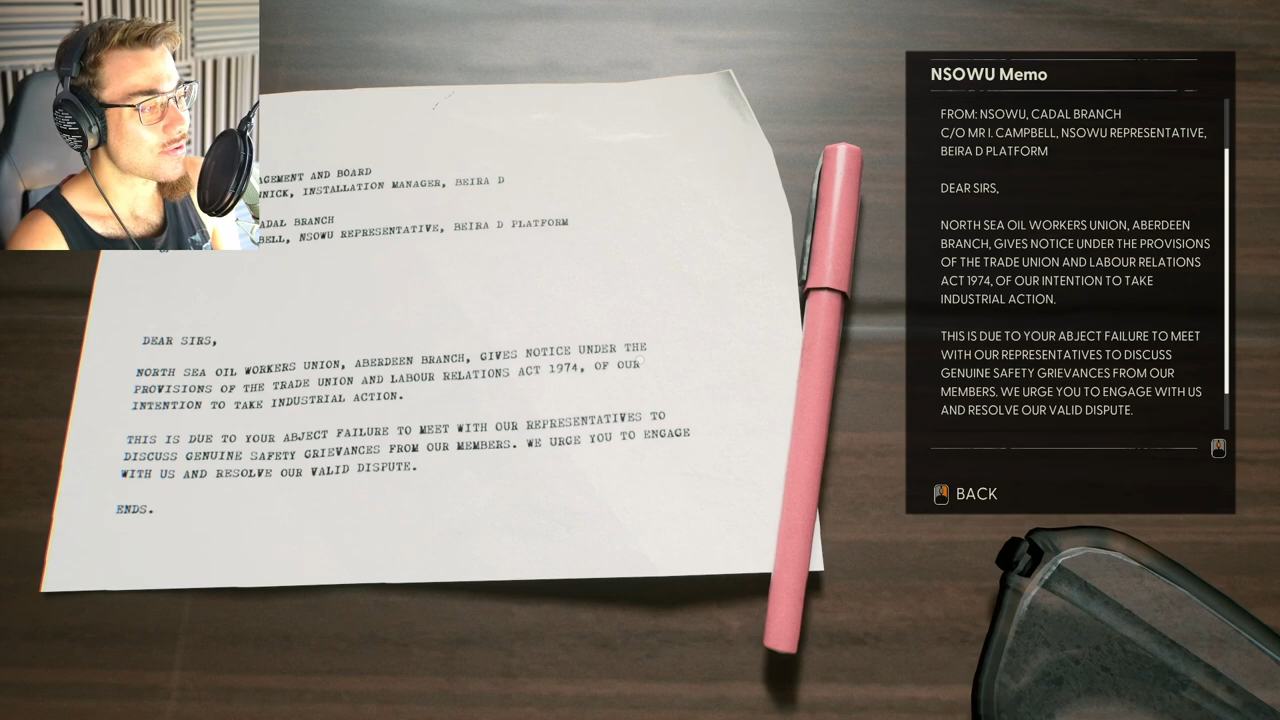 AGEMENT AND BOARD
NICK, INSTALLATION MANAGER, BEIRA D
ADAL BRANCH
BELL, NSOWU REPRESENTATIVE, BEIRA D PLATFORM
DEAR SIRS,
NORTH SEA OIL WORKERS UNION, ABERDEEN BRANCH, GIVES NOTICE UNDER THE
PROVISIONS OF THE TRADE UNION AND LABOUR RELATIONS ACT 1974, OF OUR
INTENTION TO TAKE INDUSTRIAL ACTION.
THIS IS DUE TO YOUR ABJECT FAILURE TO MEET WITH OUR REPRESENTATIVES TO
DISCUSS GENUINE SAFETY GRIEVANCES FROM OUR MEMBERS. WE URGE YOU TO ENGAGE
WITH US AND RESOLVE OUR VALID DISPUTE.
ENDS.
NSOWU Memo
FROM: NSOWU, CADAL BRANCH
C/O MR I. CAMPBELL, NSOWU REPRESENTATIVE,
BEIRA D PLATFORM
DEAR SIRS,
NORTH SEA OIL WORKERS UNION, ABERDEEN
BRANCH, GIVES NOTICE UNDER THE PROVISIONS
OF THE TRADE UNION AND LABOUR RELATIONS
ACT 1974, OF OUR INTENTION TO TAKE
INDUSTRIAL ACTION.
THIS IS DUE TO YOUR ABJECT FAILURE TO MEET
WITH OUR REPRESENTATIVES TO DISCUSS
GENUINE SAFETY GRIEVANCES FROM OUR
MEMBERS. WE URGE YOU TO ENGAGE WITH US
AND RESOLVE OUR VALID DISPUTE.
BACK